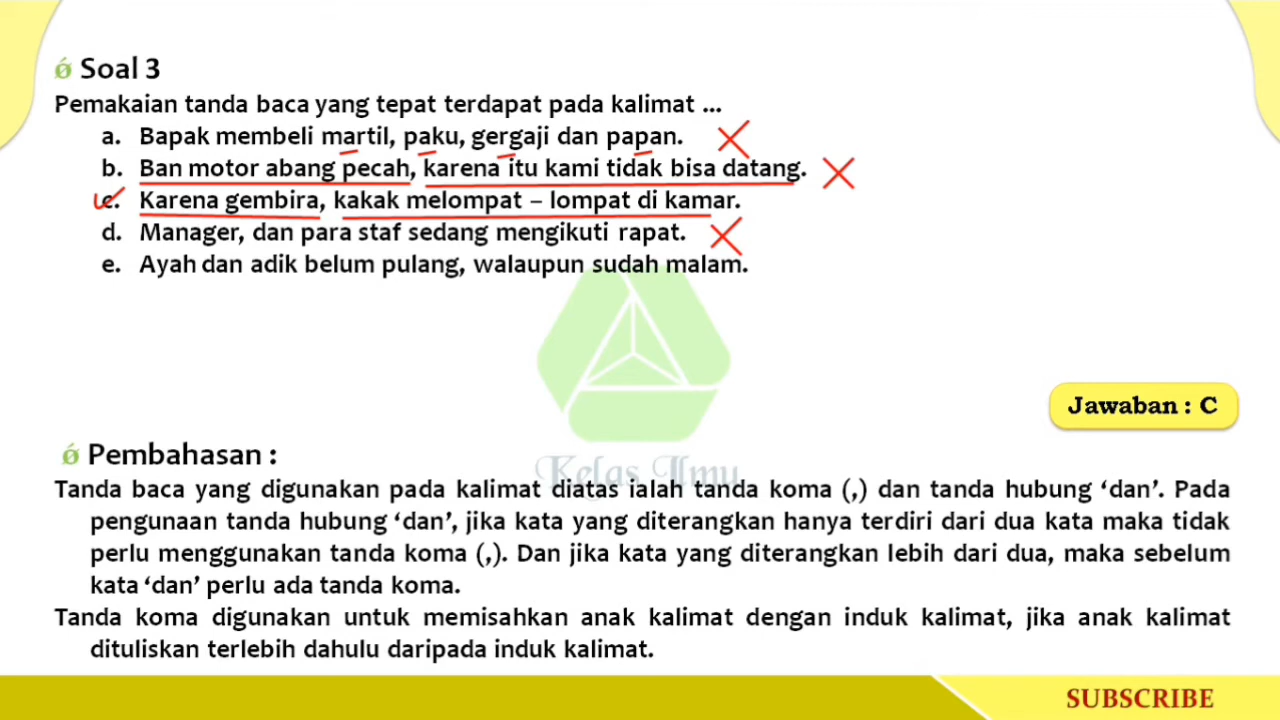 ǿ Soal 3
Pemakaian tanda baca yang tepat terdapat pada kalimat ...
a. Bapak membeli martil, paku, gergaji dan papan.
b. Ban motor abang pecah, karena itu kami tidak bisa datang.
c. Karena gembira, kakak melompat – lompat di kamar.
d. Manager, dan para staf sedang mengikuti rapat.
e. Ayah dan adik belum pulang, walaupun sudah malam.
Jawaban : C
ǿ Pembahasan :
Kelas Ilmu
Tanda baca yang digunakan pada kalimat diatas ialah tanda koma (,) dan tanda hubung ‘dan’. Pada
pengunaan tanda hubung ‘dan’, jika kata yang diterangkan hanya terdiri dari dua kata maka tidak
perlu menggunakan tanda koma (,). Dan jika kata yang diterangkan lebih dari dua, maka sebelum
kata ‘dan’ perlu ada tanda koma.
Tanda koma digunakan untuk memisahkan anak kalimat dengan induk kalimat, jika anak kalimat
dituliskan terlebih dahulu daripada induk kalimat.
SUBSCRIBE